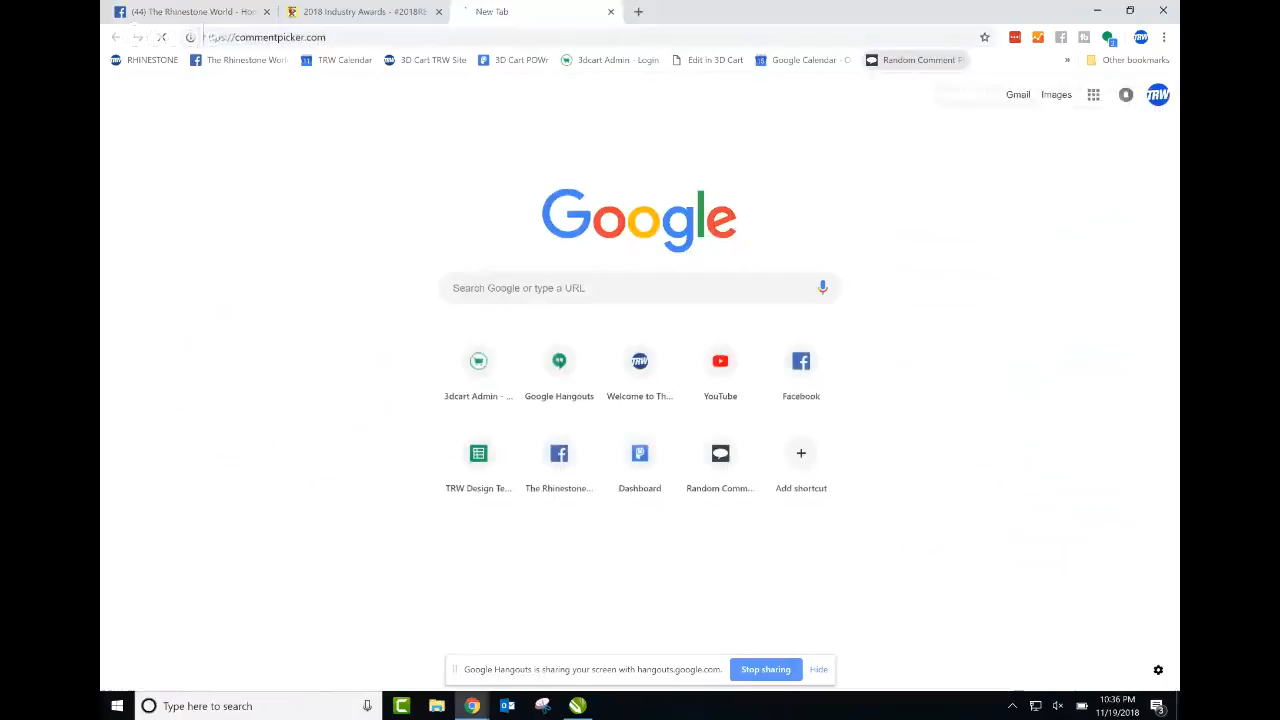 (44) The Rhinestone World - Hom
2018 Industry Awards - #2018RE
New Tab
commentpicker.com
RHINESTONE
The Rhinestone Worl
TRW Calendar
3D Cart TRW Site
3D Cart POWr
3dcart Admin - Login
Edit in 3D Cart
Google Calendar - O
Random Comment P
»
Other bookmarks
Gmail
Images
TRW
Google
Search Google or type a URL
3dcart Admin - ...
Google Hangouts
Welcome to Th...
YouTube
Facebook
TRW Design Te...
The Rhinestone...
Dashboard
Random Comm...
Add shortcut
Google Hangouts is sharing your screen with hangouts.google.com.
Stop sharing
Hide
Type here to search
10:36 PM
11/19/2018